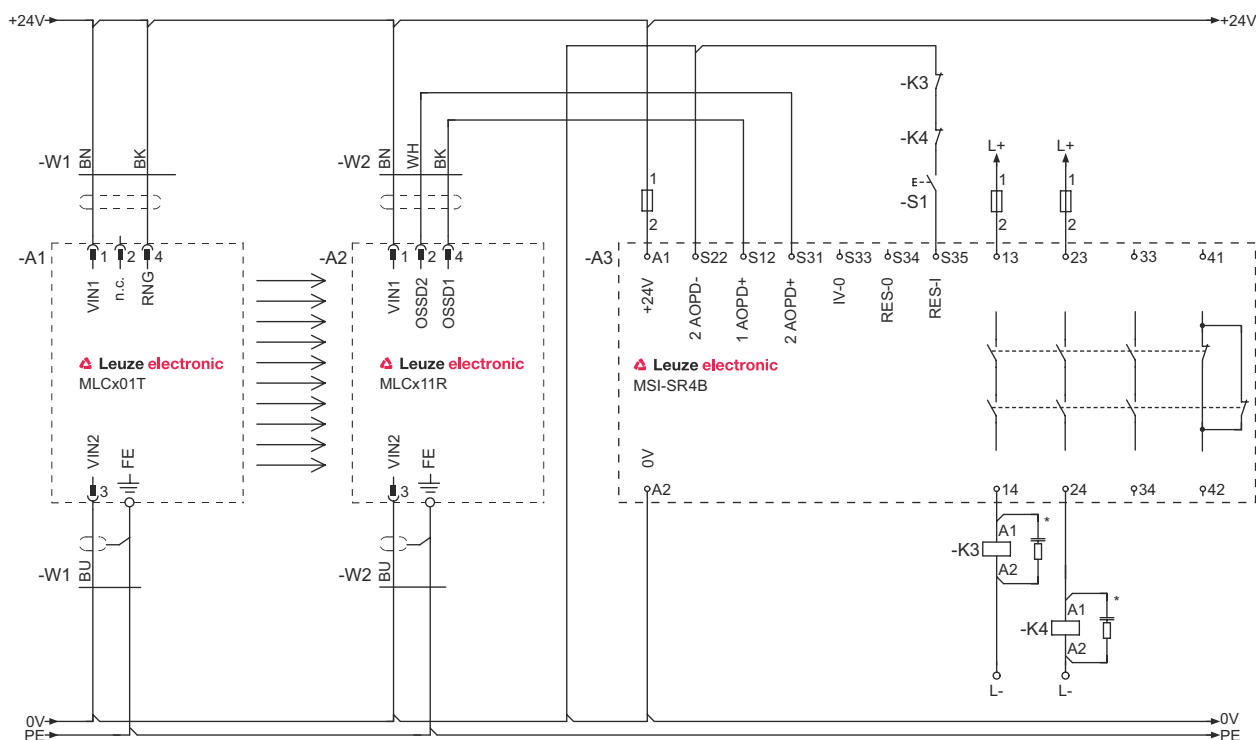 +24V
+24V
-K3
-W1
BN
BK
-W2
BN
WH
BK
-K4
L+
L+
1
2
E
-S1
1
2
1
2
-A1
1
2
4
VIN1
n.c.
RNG
-A2
1
2
4
VIN1
OSSD2
OSSD1
-A3
A1
S22
S12
S31
S33
S34
S35
13
23
33
41
+24V
2 AOPD-
1 AOPD+
2 AOPD+
IV-0
RES-0
RES-I
Leuze electronic
MLCx01T
Leuze electronic
MLCx11R
Leuze electronic
MSI-SR4B
VIN2
FE
3
VIN2
FE
3
0V
A2
14
24
34
42
-W1
BU
-W2
BU
-K3
A1
A2
*
-K4
A1
A2
*
L-
L-
0V
0V
PE
PE